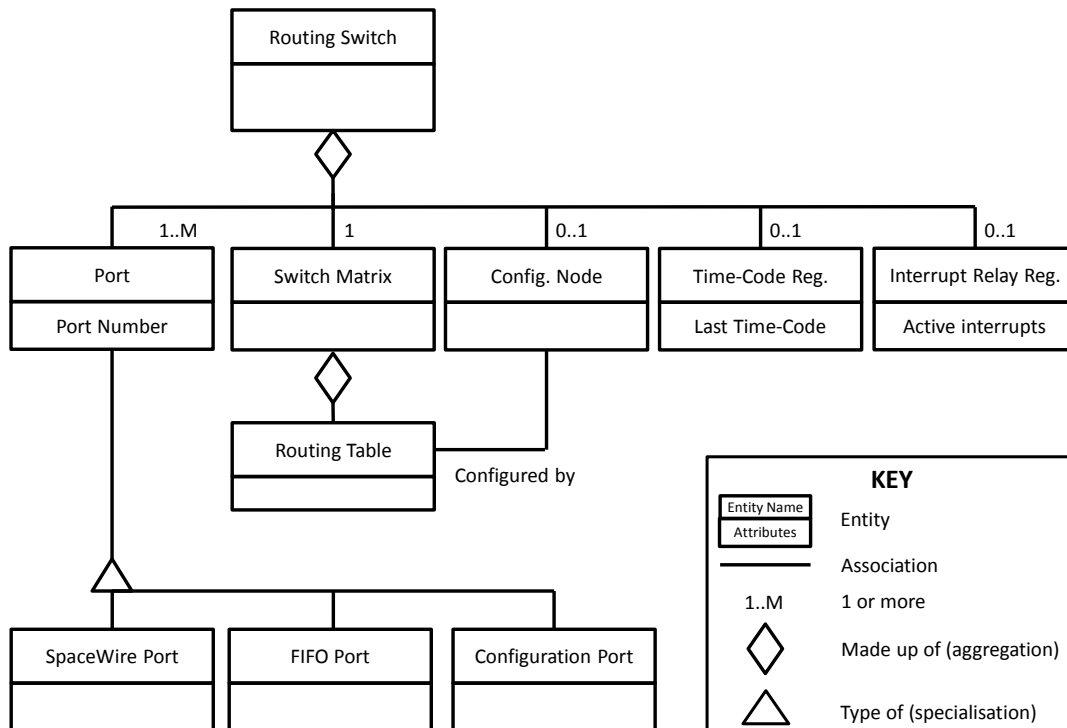 Routing Switch
1..M
1
0..1
0..1
0..1
Port
Switch Matrix
Config. Node
Time-Code Reg.
Interrupt Relay Reg.
Port Number
Last Time-Code
Active interrupts
Routing Table
Configured by
SpaceWire Port
FIFO Port
Configuration Port
KEY
Entity Name
Attributes
Entity
Association
1..M
1 or more
Made up of (aggregation)
Type of (specialisation)